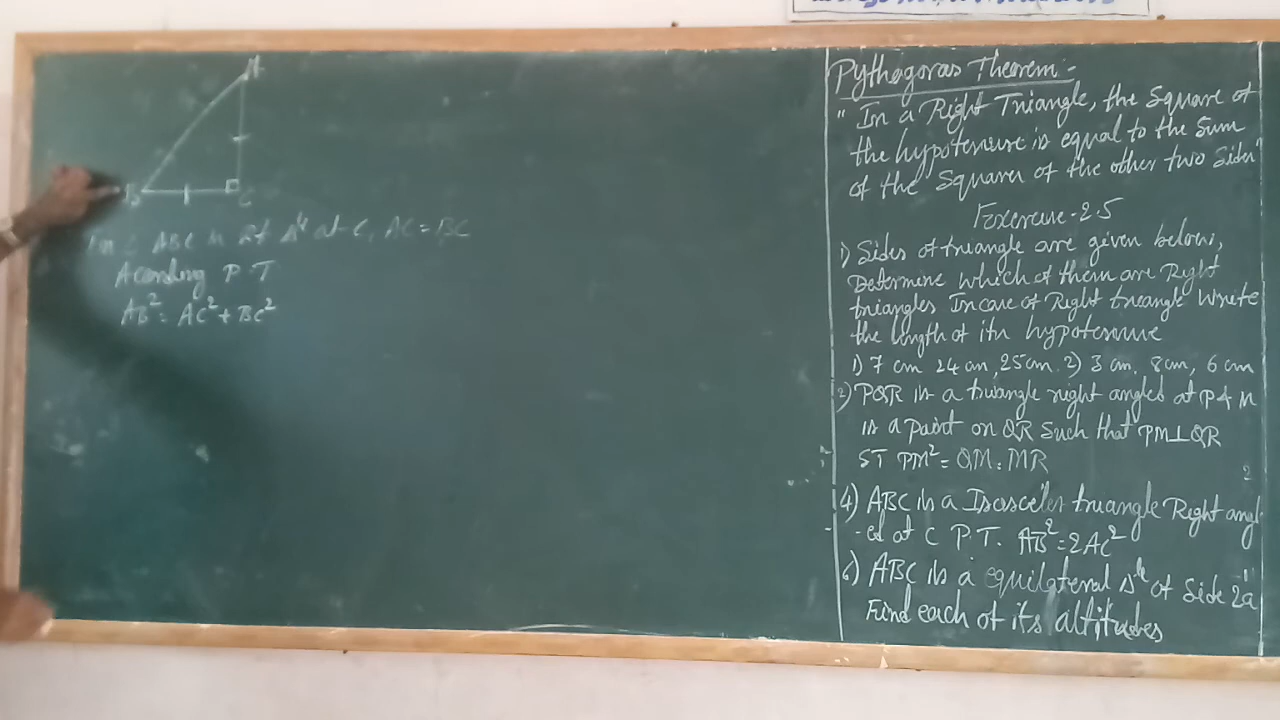 A
B
C
ABC is Rt Δle at C, AC = BC
Acording P.T
AB² = AC² + BC²
Pythagoras Theorem:-
"In a Right Triangle, the Square of
the hypotenuse is equal to the Sum
of the Squares of the other two Sides"
Exercise-2.5
1) Sides of triangle are given below,
Determine which of them are Right
triangles In case of Right triangle Write
the length of its hypotenuse
1) 7 cm 24 cm, 25cm 2) 3 cm, 8cm, 6 cm
2) PQR is a triangle right angled at P & M
is a point on QR Such that PM⊥QR
ST PM² = QM.MR
4) ABC is a Isosceles triangle Right angl
-ed at C P.T. AB² = 2AC²
6) ABC is a equilateral Δle of Side 2a
Find each of its altitudes